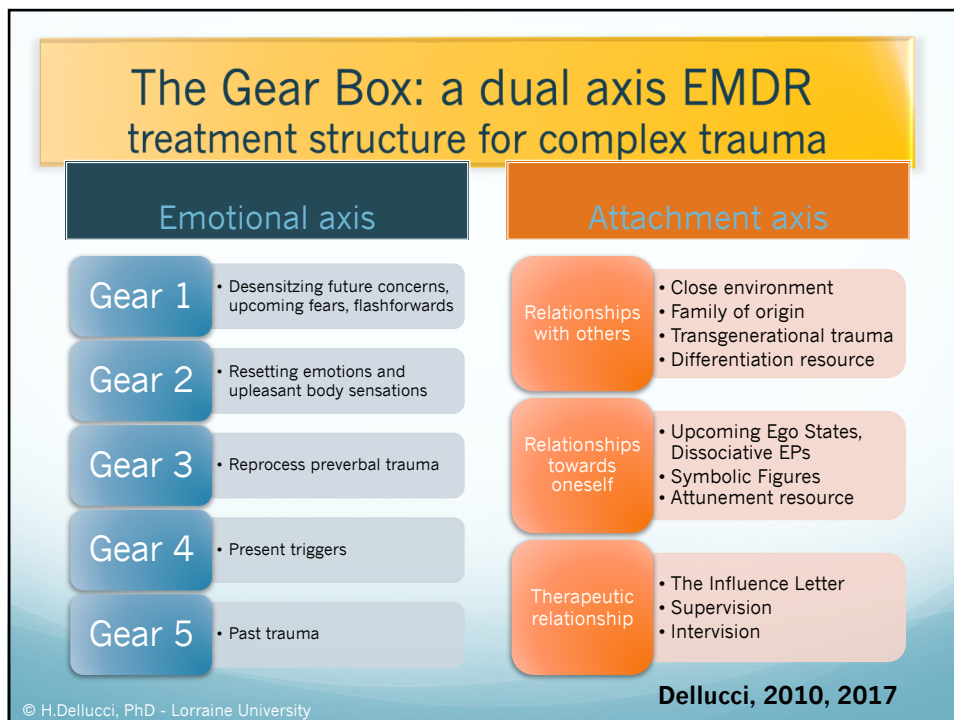 The Gear Box: a dual axis EMDR
treatment structure for complex trauma
Emotional axis
Gear 1
• Desensitzing future concerns,
upcoming fears, flashforwards
Gear 2
• Resetting emotions and
upleasant body sensations
Gear 3
• Reprocess preverbal trauma
Gear 4
• Present triggers
Gear 5
• Past trauma
Attachment axis
Relationships
with others
• Close environment
• Family of origin
• Transgenerational trauma
• Differentiation resource
Relationships
towards
oneself
• Upcoming Ego States,
Dissociative EPs
• Symbolic Figures
• Attunement resource
Therapeutic
relationship
• The Influence Letter
• Supervision
• Intervision
Dellucci, 2010, 2017
© H.Dellucci, PhD - Lorraine University